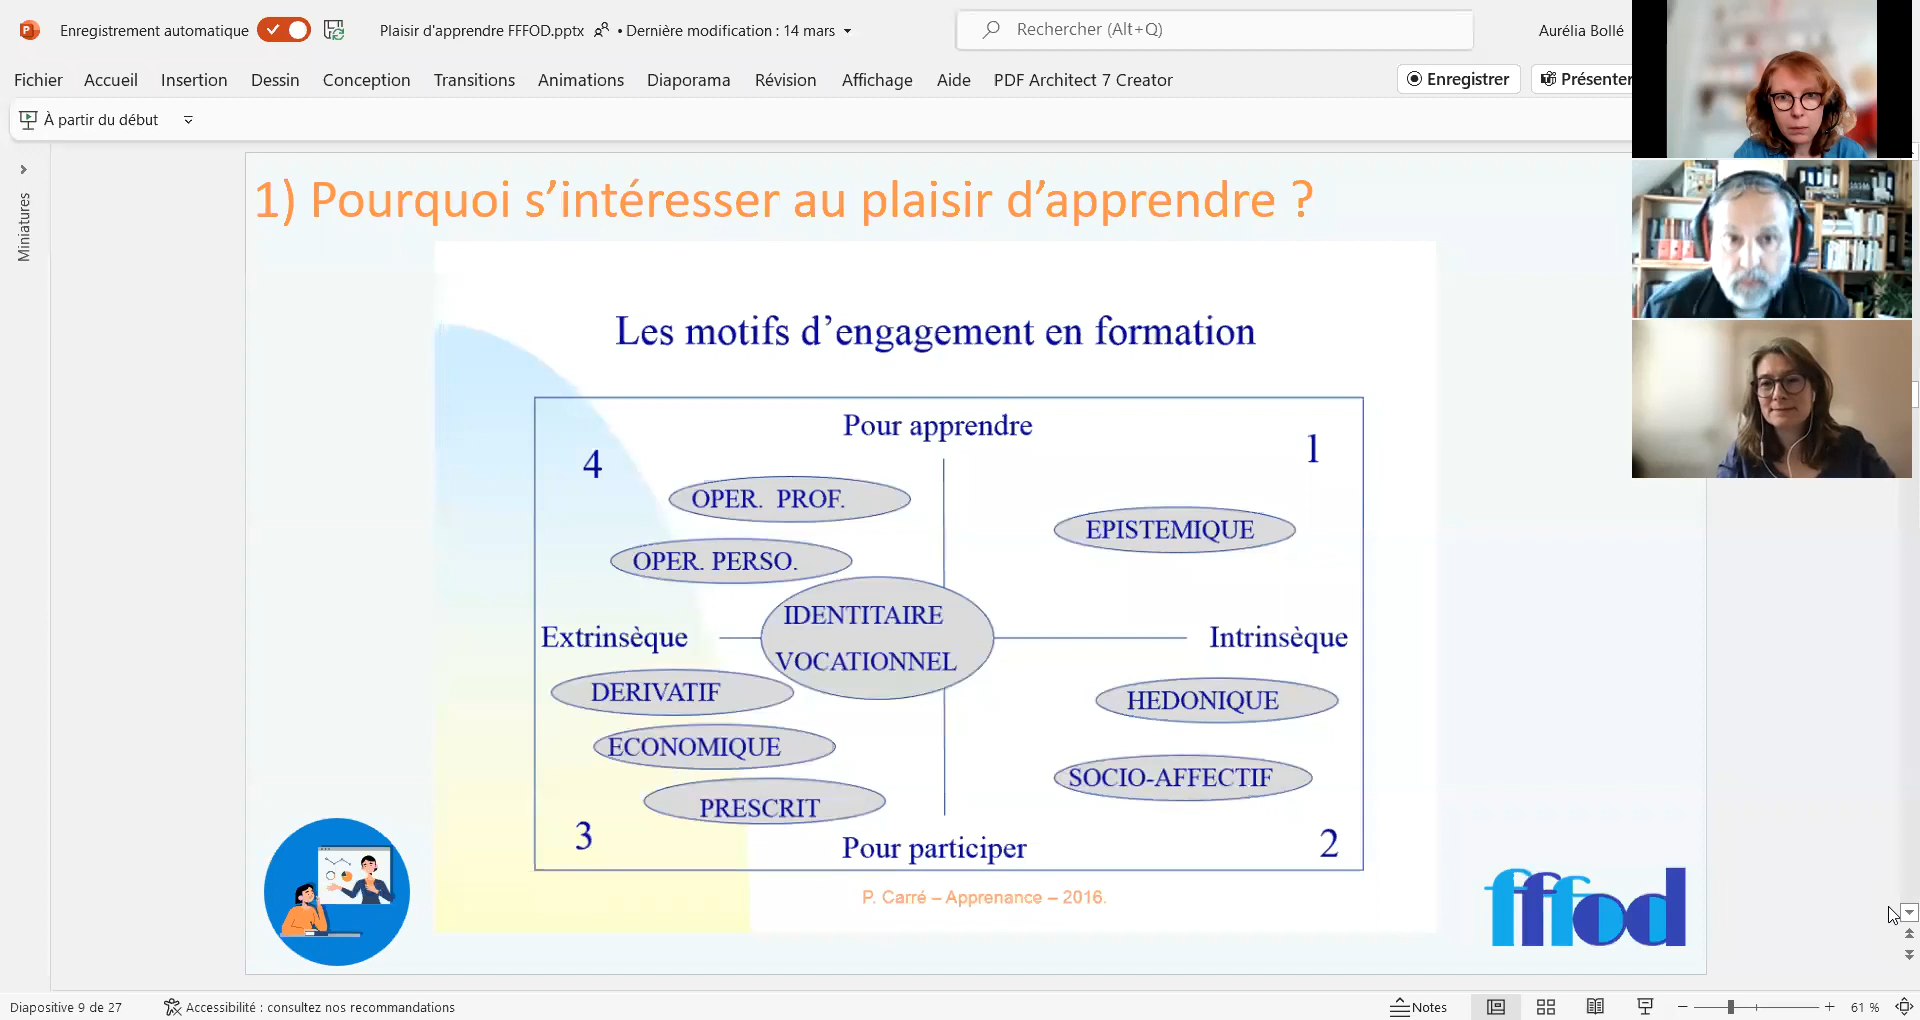 Enregistrement automatique
Plaisir d'apprendre FFFOD.pptx • Dernière modification : 14 mars
Rechercher (Alt+Q)
Aurélia Bollé
Fichier Accueil Insertion Dessin Conception Transitions Animations Diaporama Révision Affichage Aide PDF Architect 7 Creator
Enregistrer
Présenter
À partir du début
Miniatures
1) Pourquoi s’intéresser au plaisir d’apprendre ?
Les motifs d’engagement en formation
Pour apprendre
4
1
OPER. PROF.
EPISTEMIQUE
OPER. PERSO.
IDENTITAIRE
VOCATIONNEL
Extrinsèque
Intrinsèque
DERIVATIF
HEDONIQUE
ECONOMIQUE
SOCIO-AFFECTIF
PRESCRIT
3
Pour participer
2
P. Carré – Apprenance – 2016.
fffod
Diapositive 9 de 27
Accessibilité : consultez nos recommandations
Notes
61 %